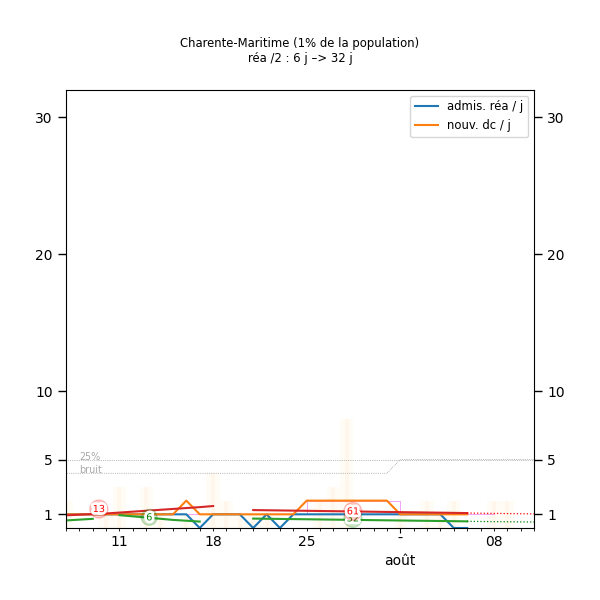 Charente-Maritime (1% de la population)
réa /2 : 6 j –> 32 j
admis. réa / j
nouv. dc / j
30 30
20 20
10 10
5 5
25%
bruit
1 1
13
6
61
32
11 18 25 - 08
août